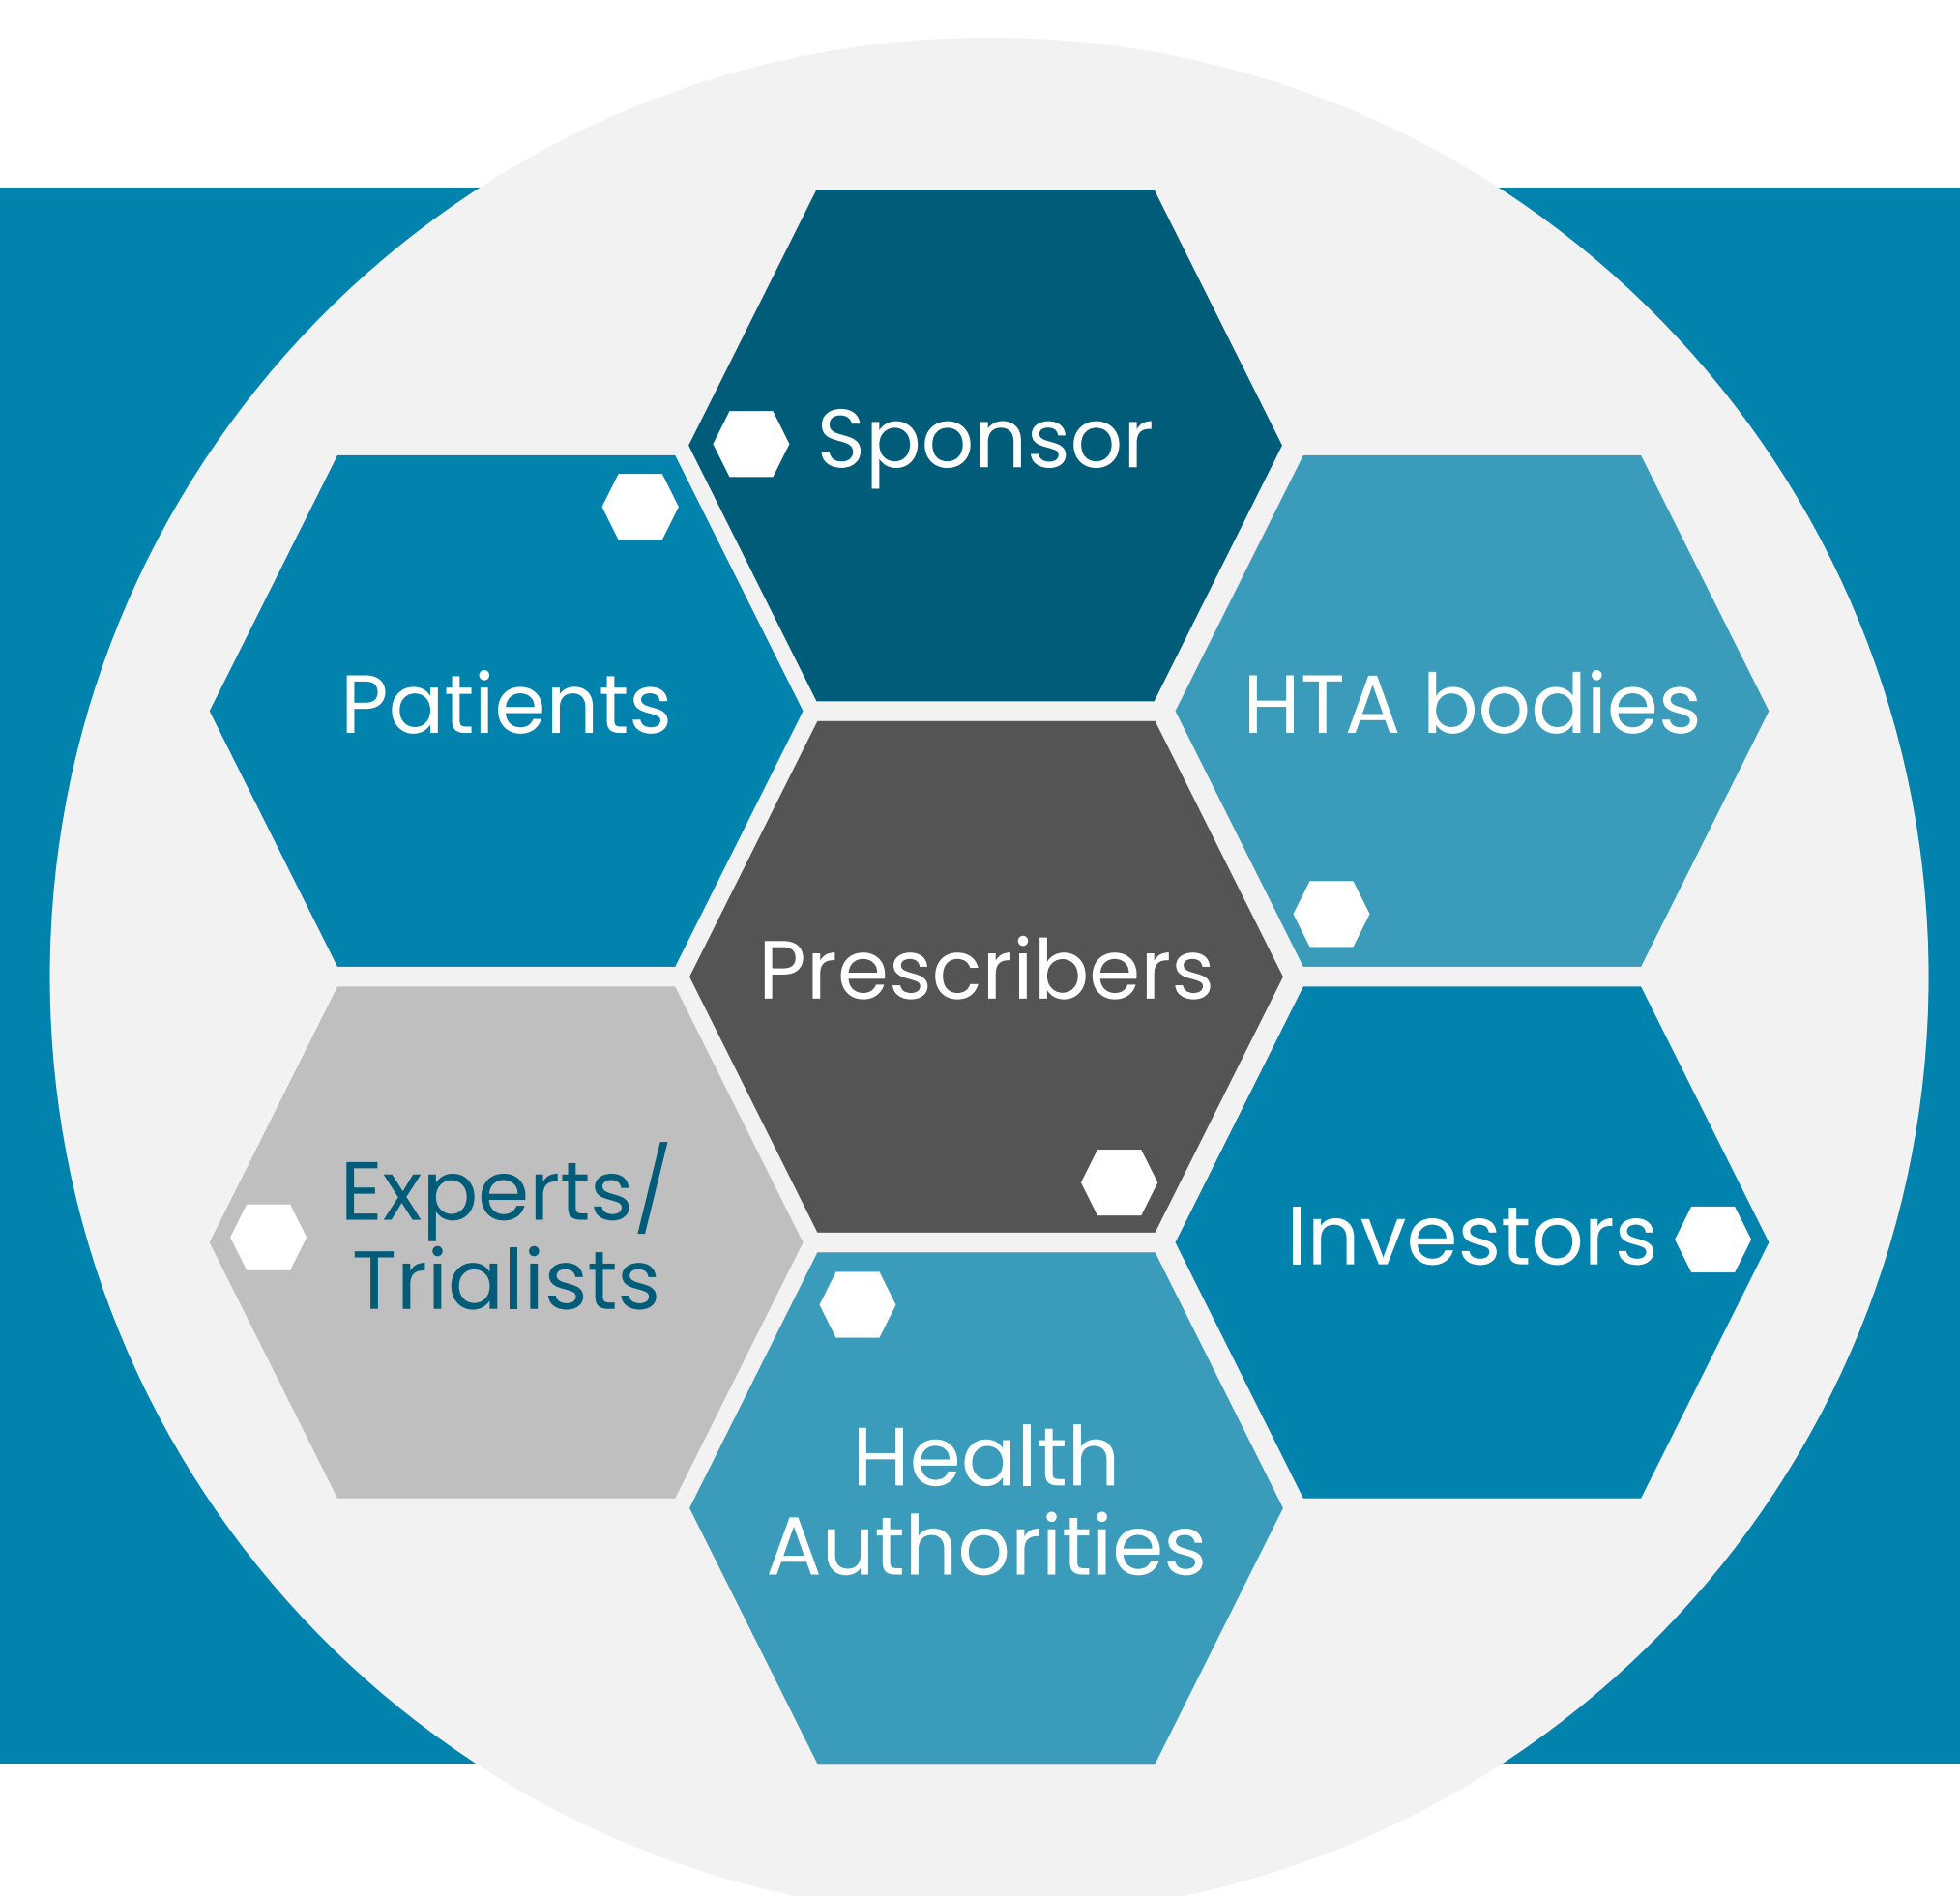 Sponsor
Patients
HTA bodies
Prescribers
Experts/
Trialists
Investors
Health
Authorities